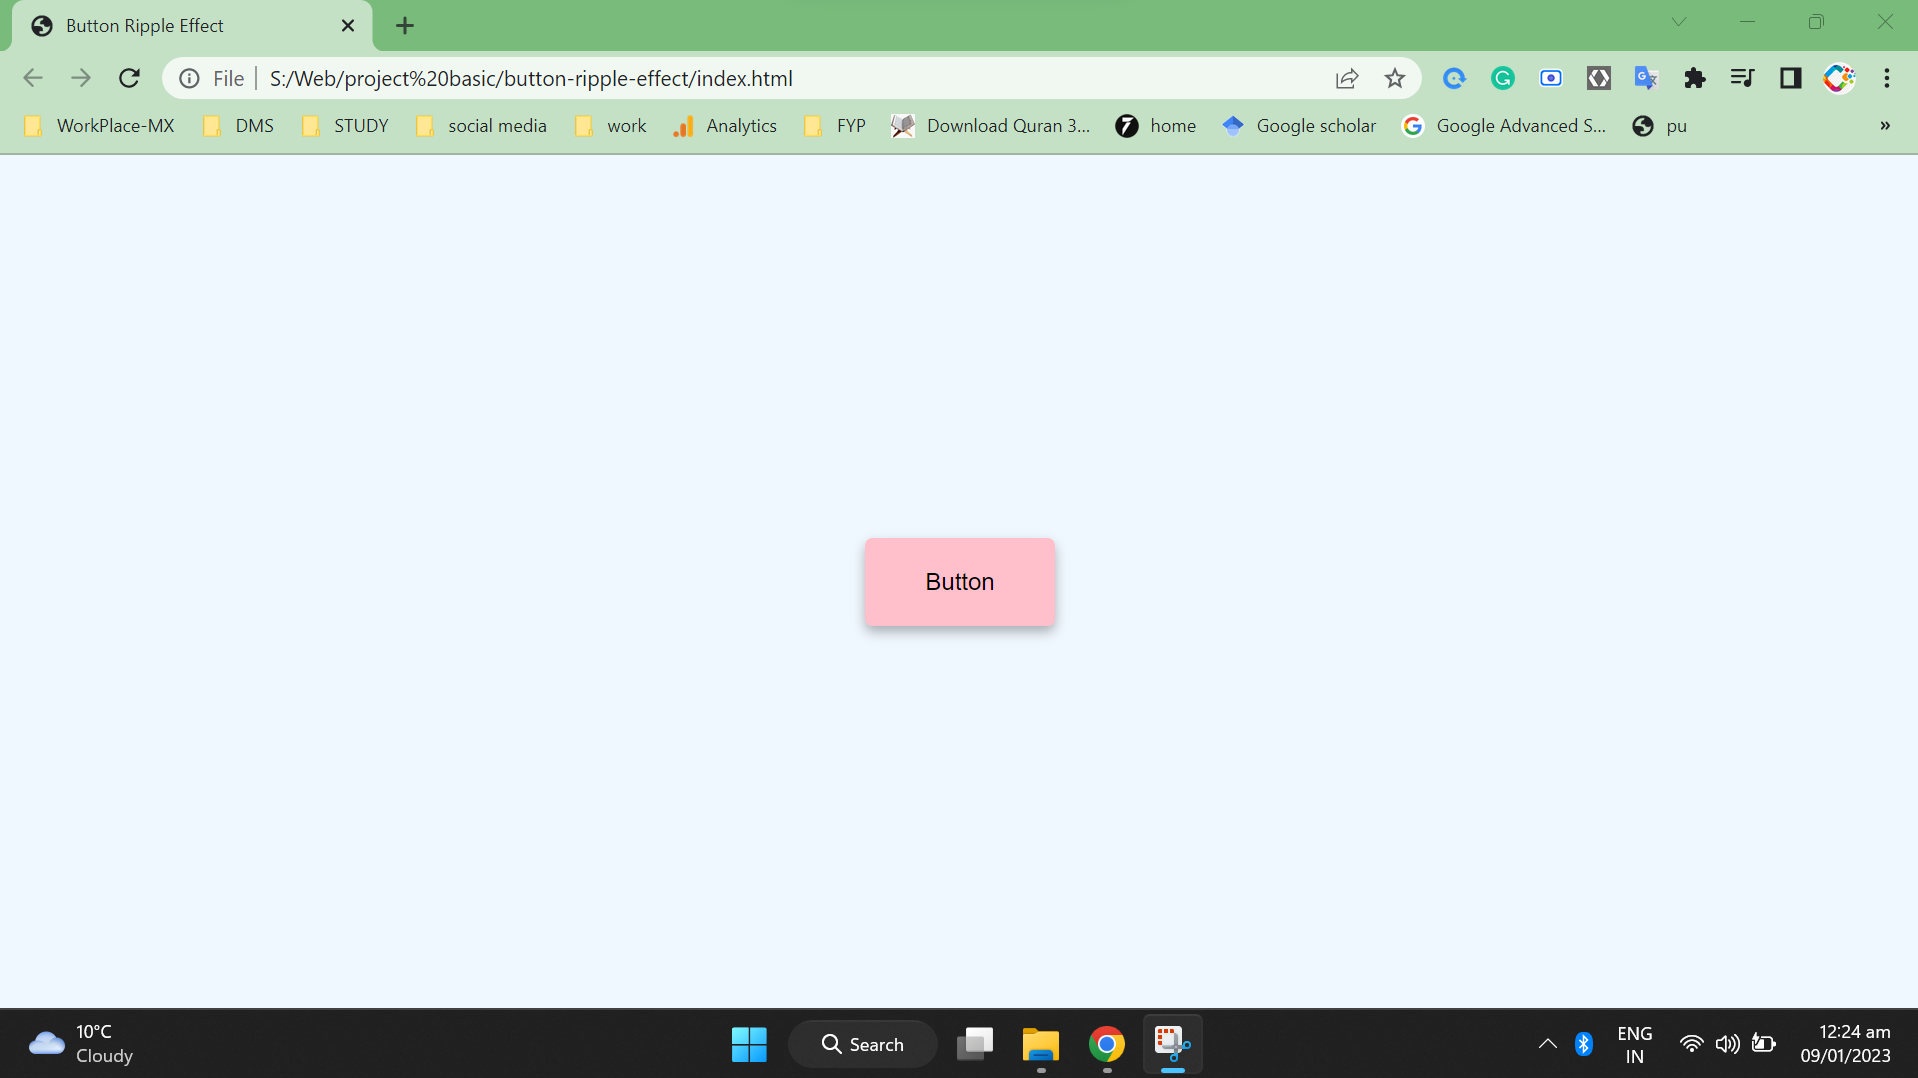 Button Ripple Effect
File S:/Web/project%20basic/button-ripple-effect/index.html
WorkPlace-MX DMS STUDY social media work Analytics FYP Download Quran 3... home Google scholar Google Advanced S... pu »
Button
10°C
Cloudy
Search
ENG
IN
12:24 am
09/01/2023